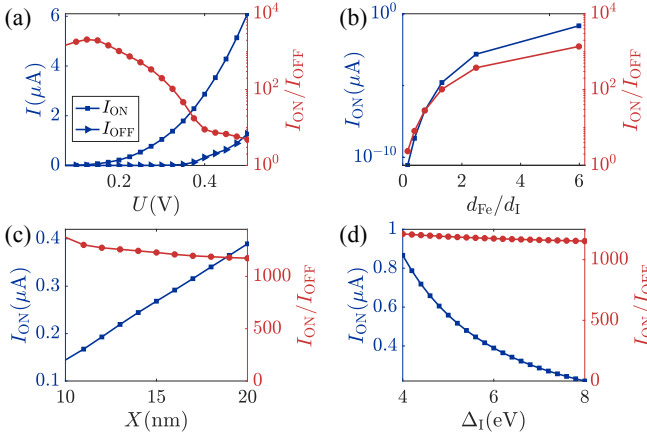 (a)
6
4
2
0
I(μA)
I_ON
I_OFF
0.2
0.4
U(V)
10^4
10^2
10^0
I_ON/I_OFF
(b)
10^0
10^-10
I_ON(μA)
0
2
4
6
d_Fe/d_I
10^4
10^2
10^0
I_ON/I_OFF
(c)
0.4
0.3
0.2
0.1
I_ON(μA)
10
15
20
X(nm)
1000
500
0
I_ON/I_OFF
(d)
1
0.8
0.6
0.4
I_ON(μA)
4
6
8
Δ_I(eV)
1000
500
0
I_ON/I_OFF